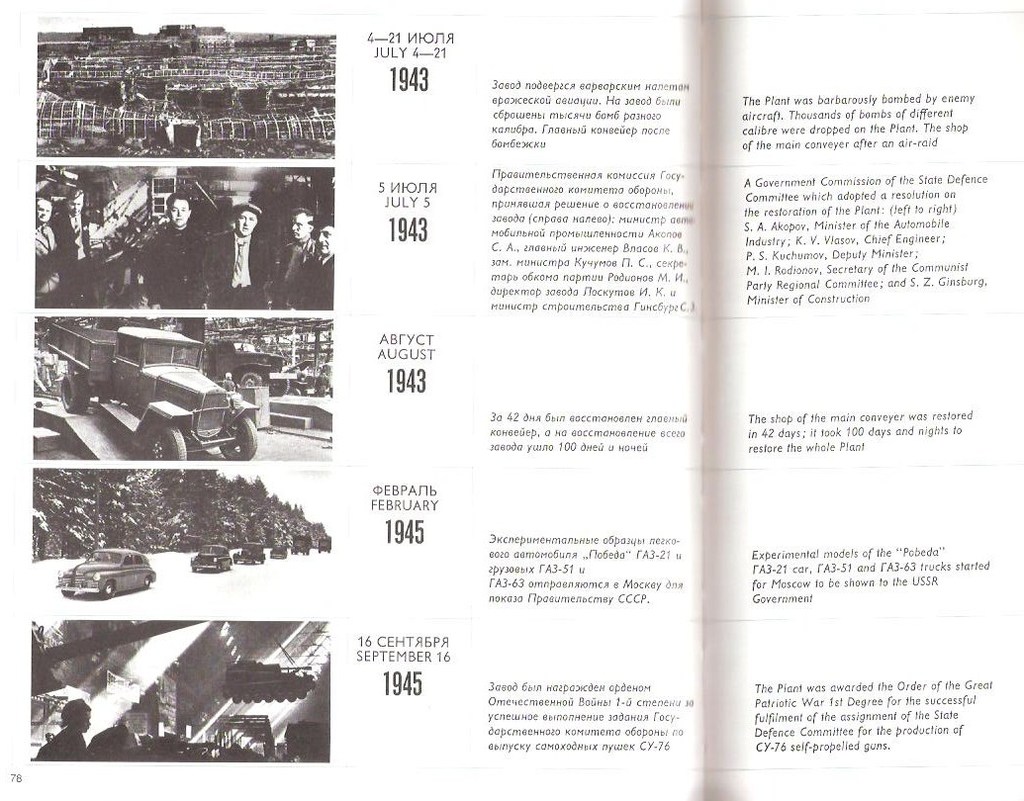 4—21 ИЮЛЯ
JULY 4—21
1943
Завод подвергся варварским налетам
вражеской авиации. На завод были
сброшены тысячи бомб разного
калибра. Главный конвейер после
бомбежки
The Plant was barbarously bombed by enemy
aircraft. Thousands of bombs of different
calibre were dropped on the Plant. The shop
of the main conveyer after an air-raid
5 ИЮЛЯ
JULY 5
1943
Правительственная комиссия Госу-
дарственного комитета обороны,
принявшая решение о восстановлении
завода (справа налево): министр авто-
мобильной промышленности Акопов
С. А., главный инженер Власов К. В.,
зам. министра Кучумов П. С., секре-
тарь обкома партии Родионов М. И.,
директор завода Лоскутов И. К. и
министр строительства Гинсбург С.З
A Government Commission of the State Defence
Committee which adopted a resolution on
the restoration of the Plant: (left to right)
S. A. Akopov, Minister of the Automobile
Industry; K. V. Vlasov, Chief Engineer;
P. S. Kuchumov, Deputy Minister;
M. I. Rodionov, Secretary of the Communist
Party Regional Committee; and S. Z. Ginsburg,
Minister of Construction
АВГУСТ
AUGUST
1943
За 42 дня был восстановлен главный
конвейер, а на восстановление всего
завода ушло 100 дней и ночей
The shop of the main conveyer was restored
in 42 days; it took 100 days and nights to
restore the whole Plant
ФЕВРАЛЬ
FEBRUARY
1945
Экспериментальные образцы легко-
вого автомобиля „Победа“ ГАЗ-21 и
грузовых ГАЗ-51 и
ГАЗ-63 отправляются в Москву для
показа Правительству СССР.
Experimental models of the “Pobeda”
ГАЗ-21 car, ГАЗ-51 and ГАЗ-63 trucks started
for Moscow to be shown to the USSR
Government
16 СЕНТЯБРЯ
SEPTEMBER 16
1945
Завод был награжден орденом
Отечественной Войны 1-й степени за
успешное выполнение задания Госу-
дарственного комитета обороны по
выпуску самоходных пушек СУ-76
The Plant was awarded the Order of the Great
Patriotic War 1st Degree for the successful
fulfilment of the assignment of the State
Defence Committee for the production of
СУ-76 self-propelled guns.
78